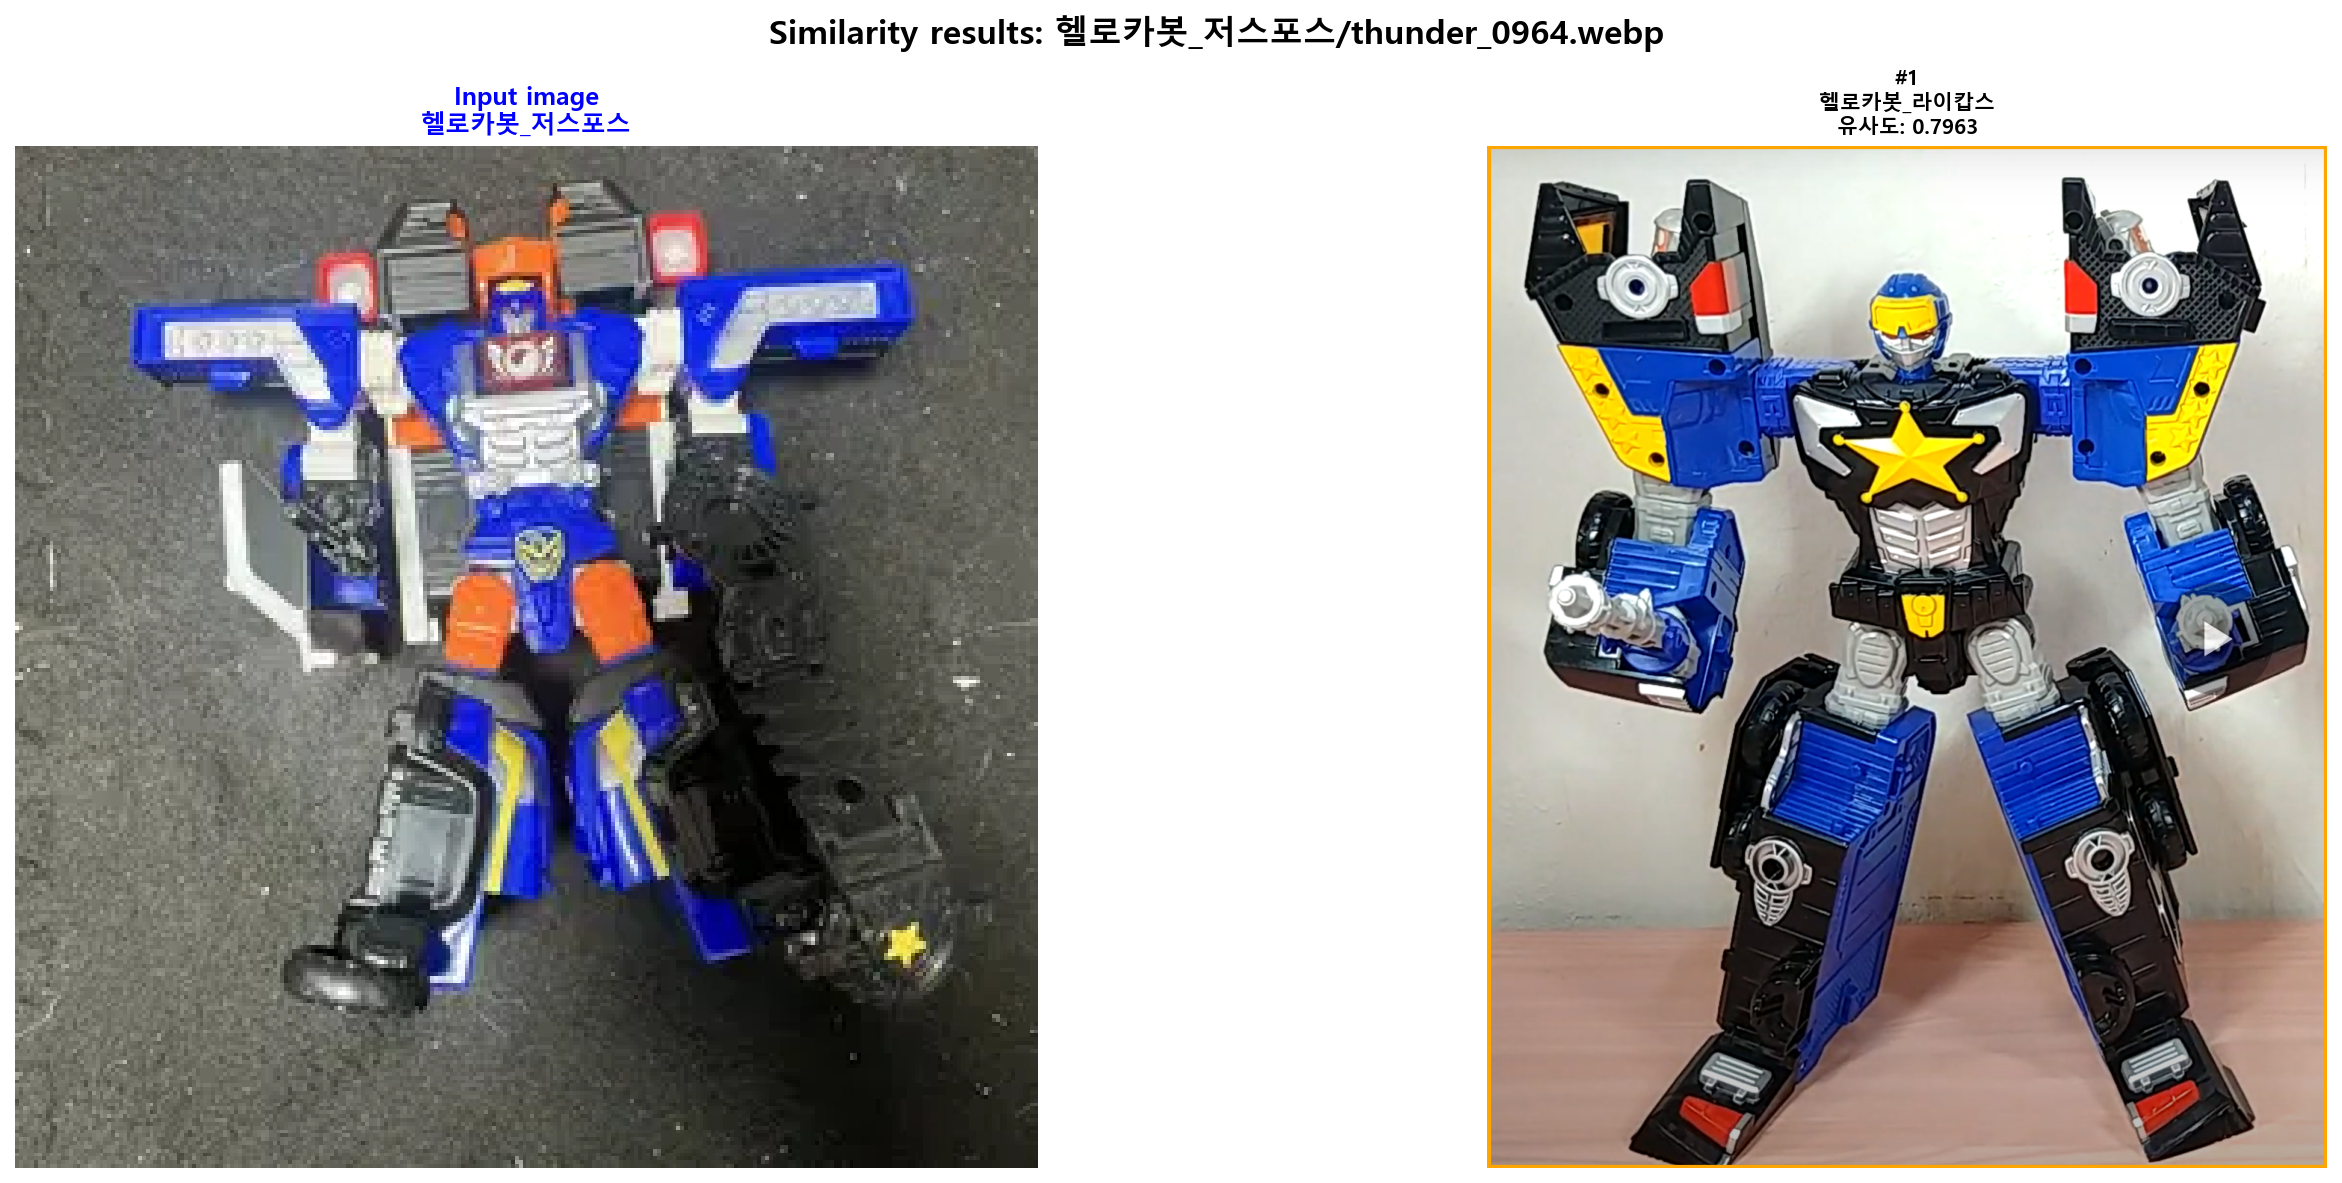 Similarity results: 헬로카봇_저스포스/thunder_0964.webp
Input image
헬로카봇_저스포스
#1
헬로카봇_라이캅스
유사도: 0.7963